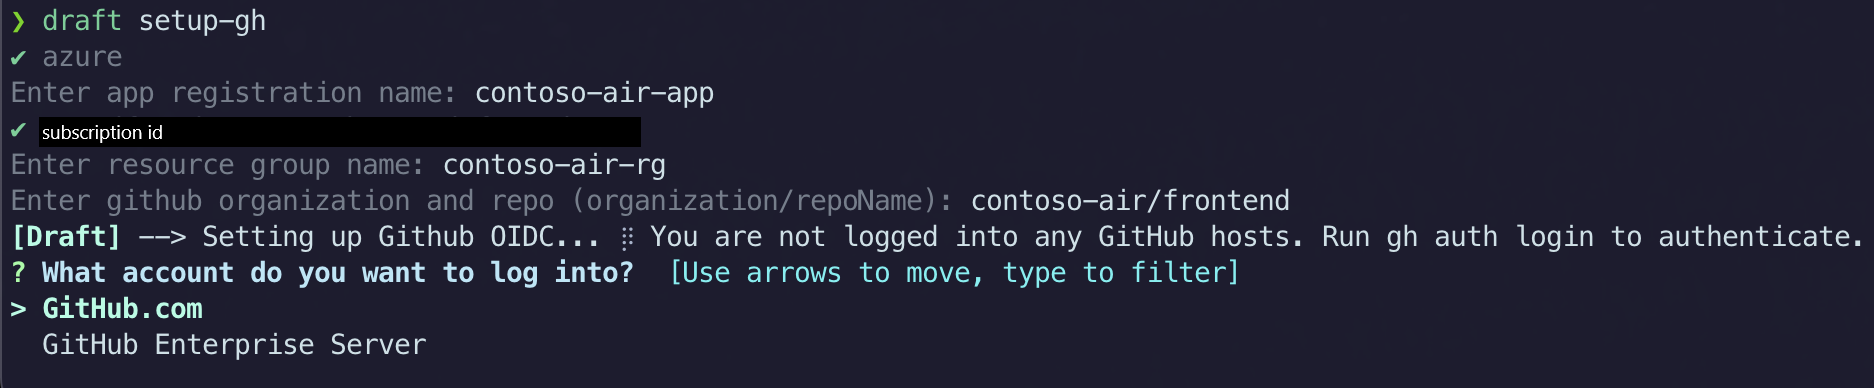 ❯ draft setup-gh
✔ azure
Enter app registration name: contoso-air-app
✔ subscription id
Enter resource group name: contoso-air-rg
Enter github organization and repo (organization/repoName): contoso-air/frontend
[Draft] --> Setting up Github OIDC... ⣾ You are not logged into any GitHub hosts. Run gh auth login to authenticate.
? What account do you want to log into?  [Use arrows to move, type to filter]
> GitHub.com
  GitHub Enterprise Server